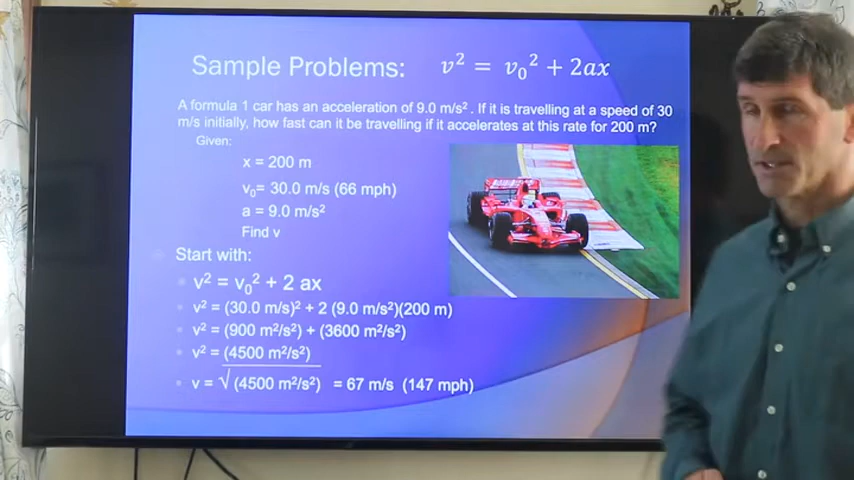 Sample Problems: v² = v₀² + 2ax
A formula 1 car has an acceleration of 9.0 m/s² . If it is travelling at a speed of 30
m/s initially, how fast can it be travelling if it accelerates at this rate for 200 m?
Given:
x = 200 m
v₀= 30.0 m/s (66 mph)
a = 9.0 m/s²
Find v
Start with:
v² = v₀² + 2 ax
v² = (30.0 m/s)² + 2 (9.0 m/s²)(200 m)
v² = (900 m²/s²) + (3600 m²/s²)
v² = (4500 m²/s²)
v = √(4500 m²/s²) = 67 m/s (147 mph)